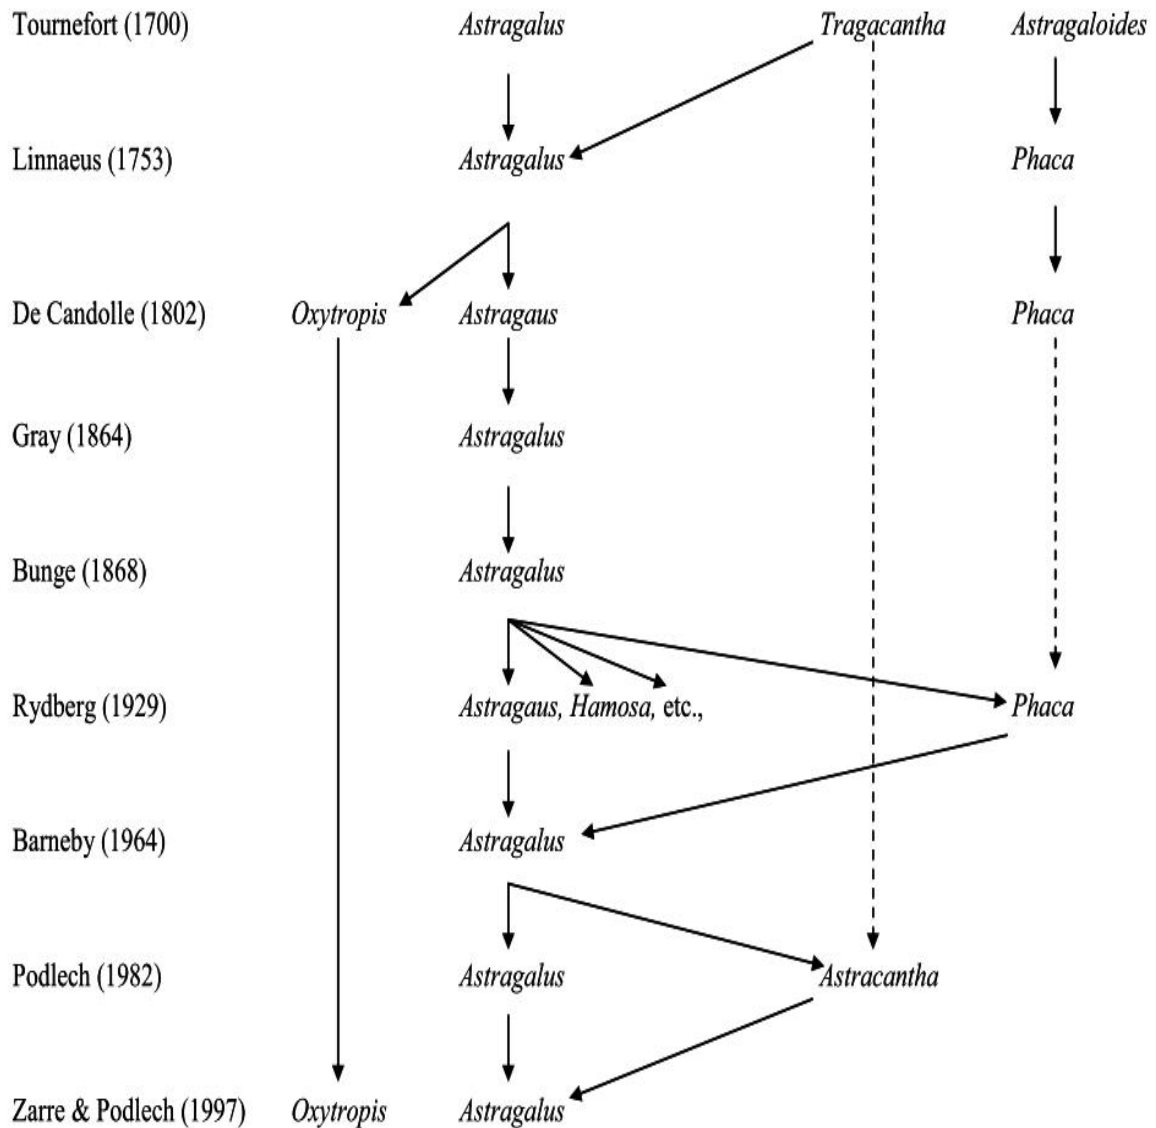 Tournefort (1700) Astragalus Tragacantha Astragaloides
Linnaeus (1753) Astragalus Phaca
De Candolle (1802) Oxytropis Astragaus Phaca
Gray (1864) Astragalus
Bunge (1868) Astragalus
Rydberg (1929) Astragaus, Hamosa, etc., Phaca
Barneby (1964) Astragalus
Podlech (1982) Astragalus Astracantha
Zarre & Podlech (1997) Oxytropis Astragalus